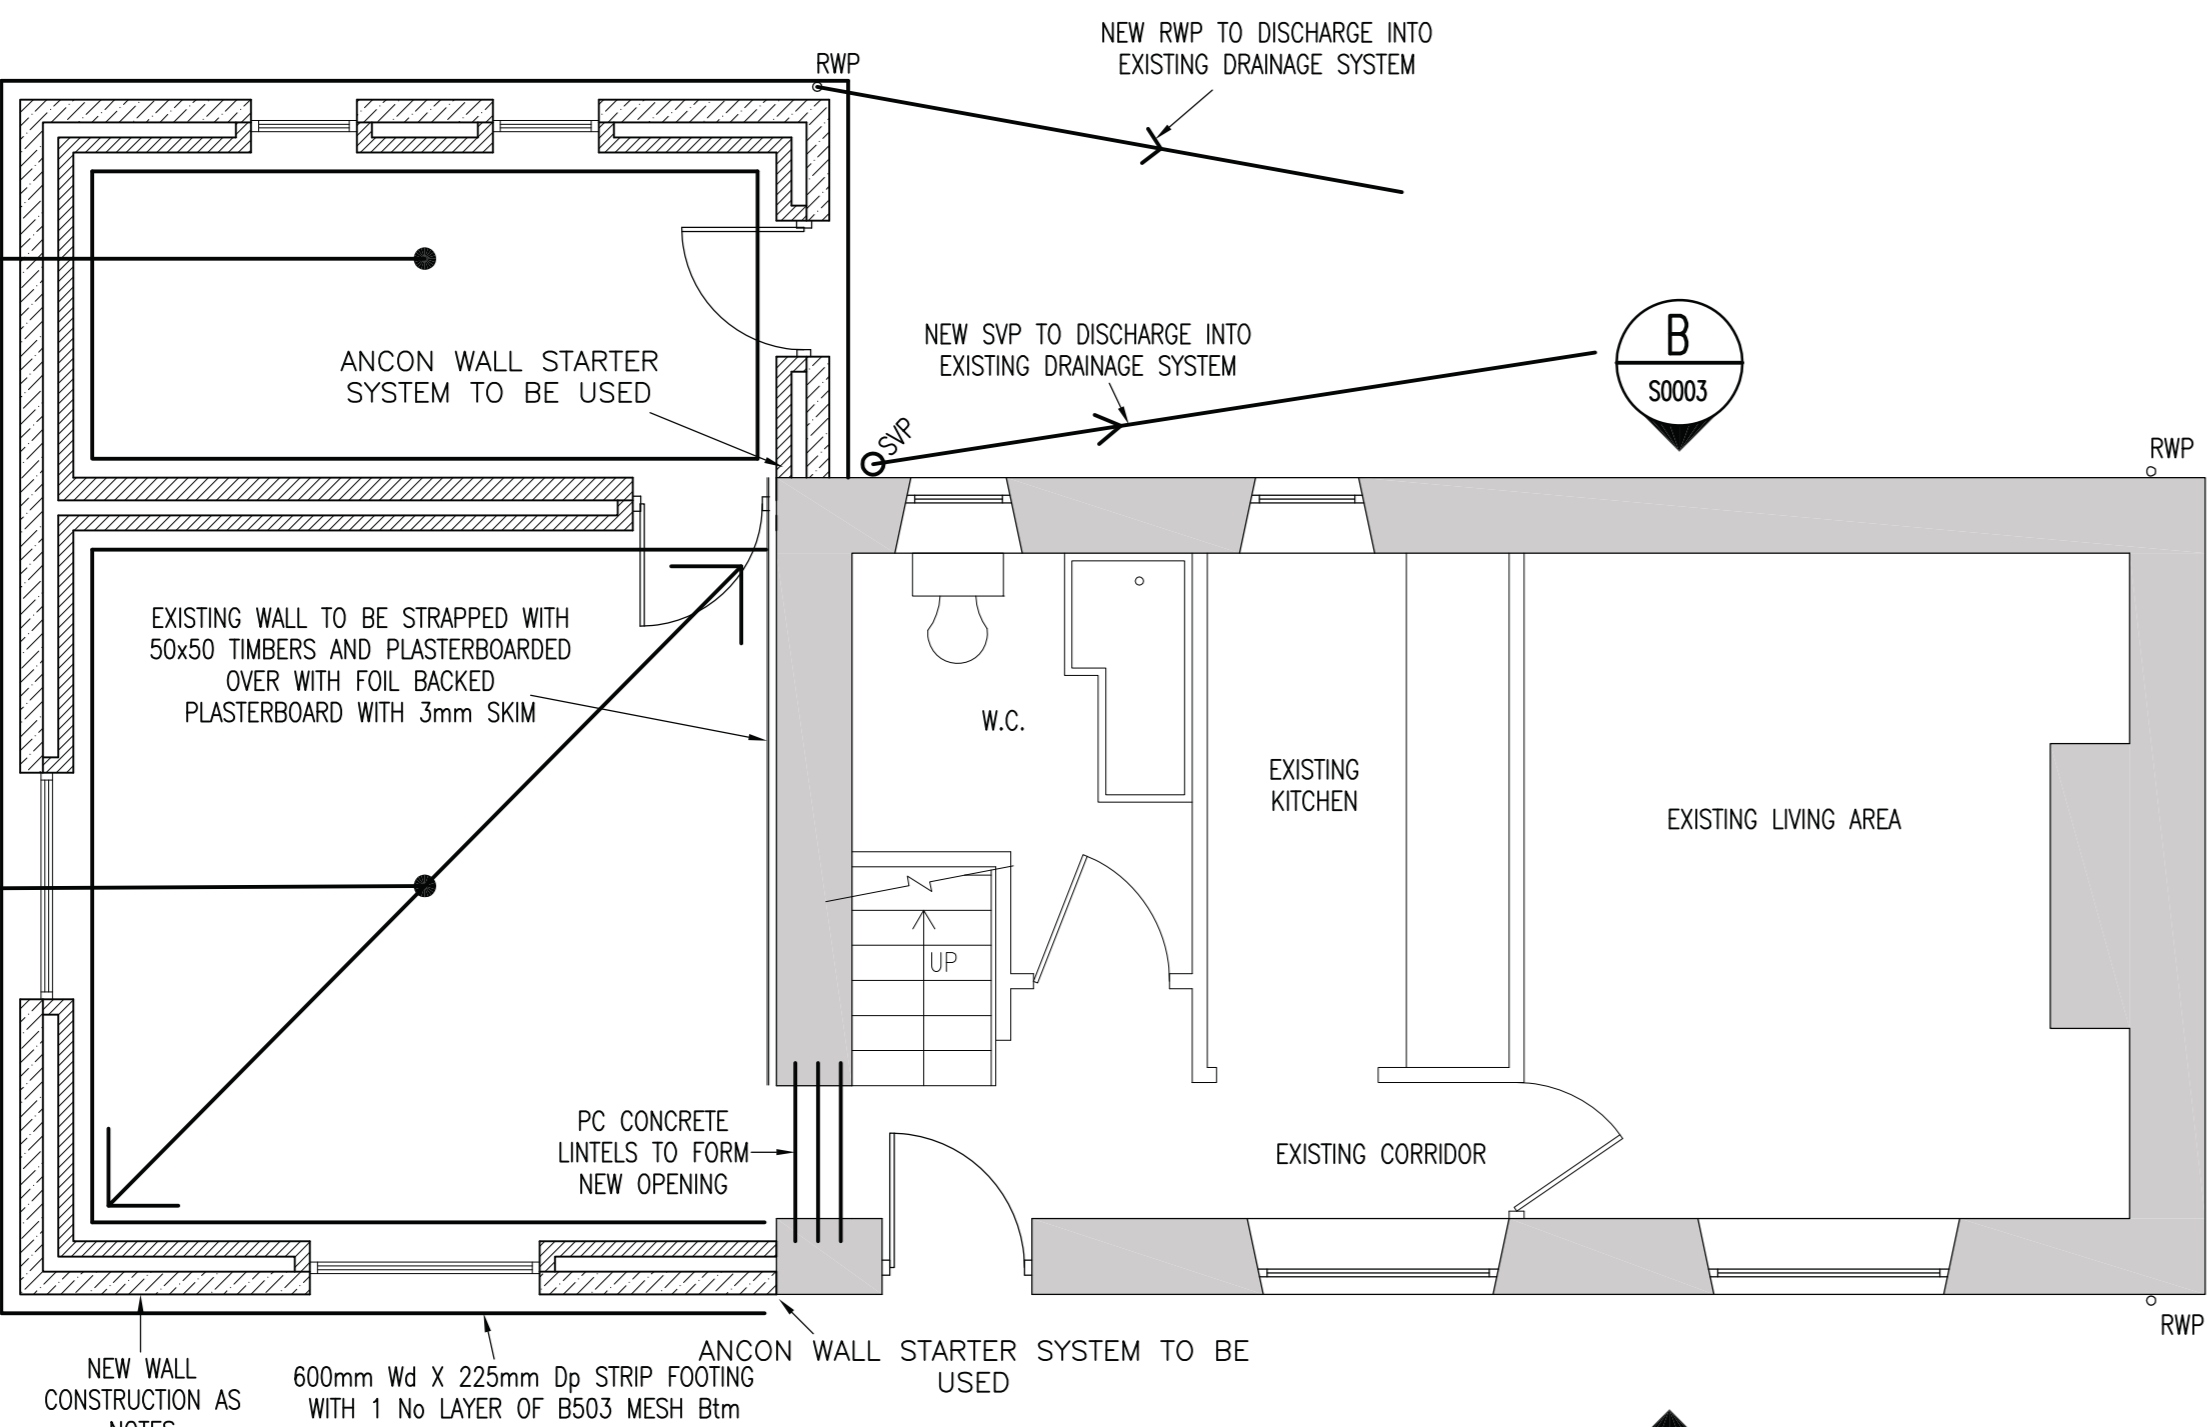 NEW RWP TO DISCHARGE INTO
EXISTING DRAINAGE SYSTEM
RWP
NEW SVP TO DISCHARGE INTO
EXISTING DRAINAGE SYSTEM
B
S0003
ANCON WALL STARTER
SYSTEM TO BE USED
SVP
RWP
EXISTING WALL TO BE STRAPPED WITH
50x50 TIMBERS AND PLASTERBOARDED
OVER WITH FOIL BACKED
PLASTERBOARD WITH 3mm SKIM
W.C.
EXISTING
KITCHEN
EXISTING LIVING AREA
UP
PC CONCRETE
LINTELS TO FORM
NEW OPENING
EXISTING CORRIDOR
RWP
ANCON WALL STARTER SYSTEM TO BE
USED
NEW WALL
CONSTRUCTION AS
NOTES
600mm Wd X 225mm Dp STRIP FOOTING
WITH 1 No LAYER OF B503 MESH Btm